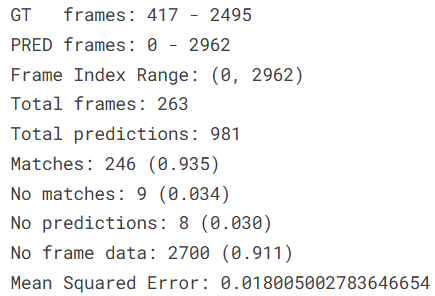 GT   frames: 417 - 2495
PRED frames: 0 - 2962
Frame Index Range: (0, 2962)
Total frames: 263
Total predictions: 981
Matches: 246 (0.935)
No matches: 9 (0.034)
No predictions: 8 (0.030)
No frame data: 2700 (0.911)
Mean Squared Error: 0.018005002783646654